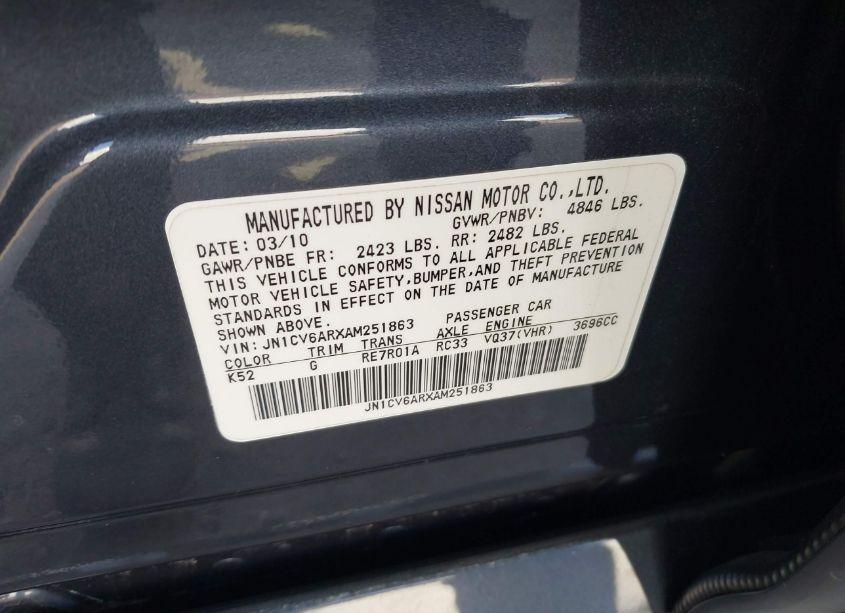 MANUFACTURED BY NISSAN MOTOR CO.,LTD.
DATE: 03/10 GVWR/PNBV: 4846 LBS.
GAWR/PNBE FR: 2423 LBS. RR: 2482 LBS.
THIS VEHICLE CONFORMS TO ALL APPLICABLE FEDERAL
MOTOR VEHICLE SAFETY,BUMPER,AND THEFT PREVENTION
STANDARDS IN EFFECT ON THE DATE OF MANUFACTURE
SHOWN ABOVE.
VIN: JN1CV6ARXAM251863 PASSENGER CAR
COLOR TRIM TRANS AXLE ENGINE
K52 G RE7R01A RC33 VQ37(VHR) 3696CC
JN1CV6ARXAM251863